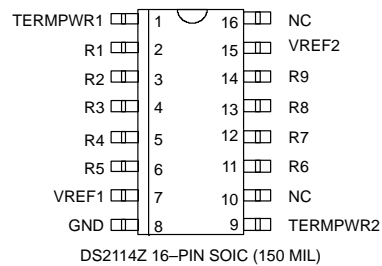 TERMPWR1 1 16 NC
R1 2 15 VREF2
R2 3 14 R9
R3 4 13 R8
R4 5 12 R7
R5 6 11 R6
VREF1 7 10 NC
GND 8 9 TERMPWR2
DS2114Z 16–PIN SOIC (150 MIL)